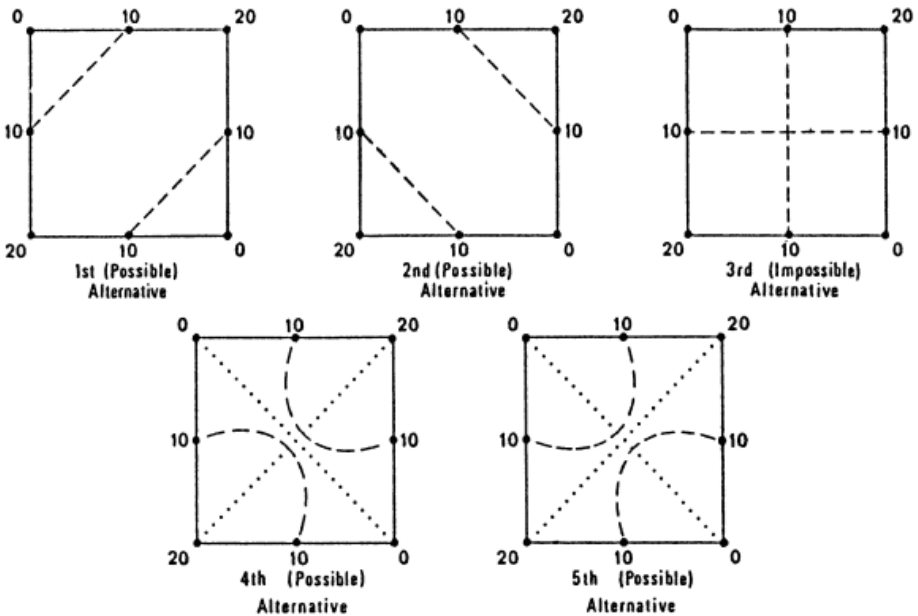 0 10 20 0 10 20 0 10 20
10 10 10 10
20 10 0 20 10 0 20 10 0
1st (Possible) 2nd (Possible) 3rd (Impossible)
Alternative Alternative Alternative
0 10 20 0 10 20
10 10 10 10
20 10 0 20 10 0
4th (Possible) 5th (Possible)
Alternative Alternative